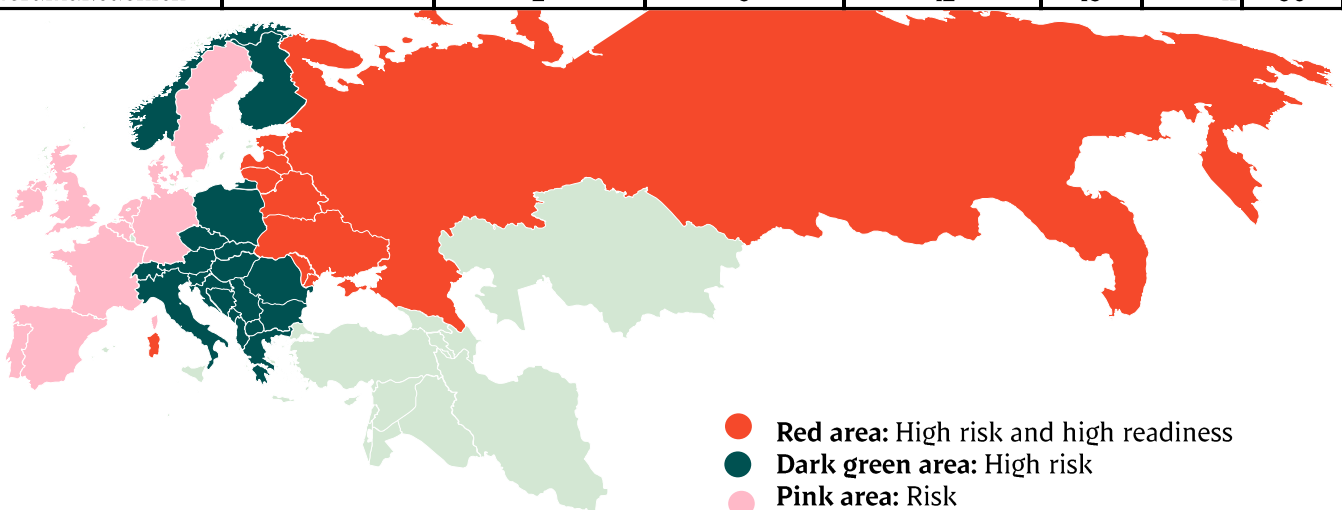 Red area: High risk and high readiness
Dark green area: High risk
Pink area: Risk